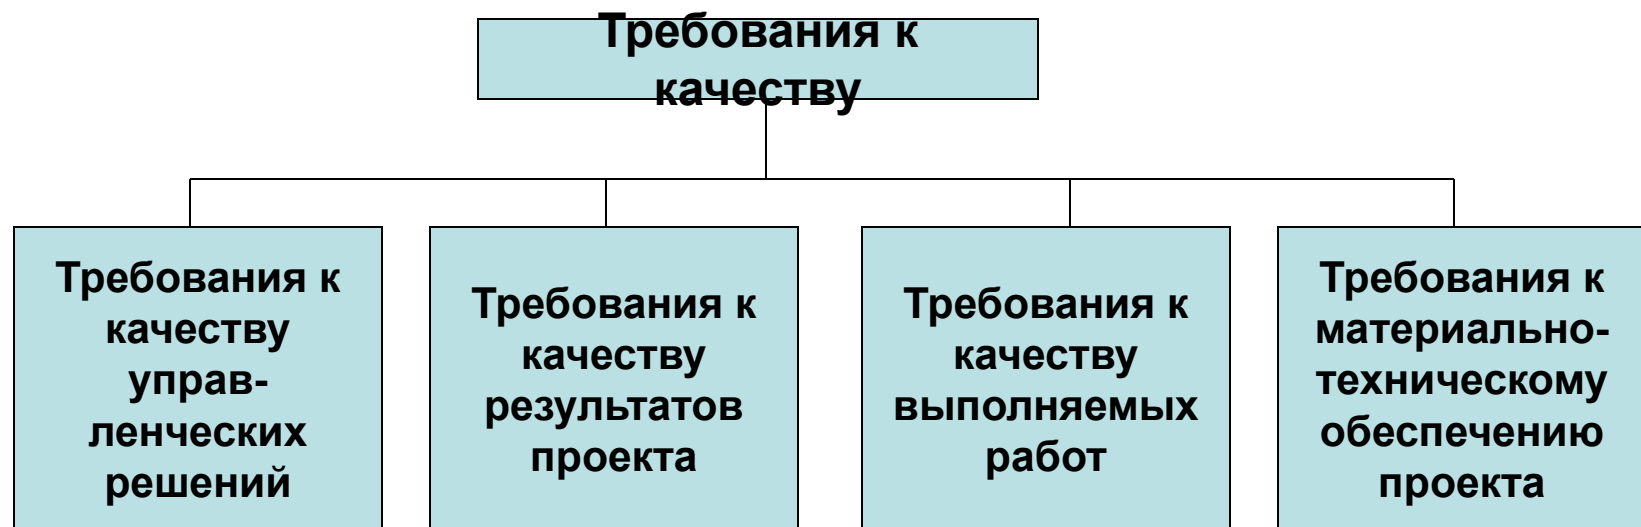 Требования к
качеству
Требования к
качеству
управ-
ленческих
решений
Требования к
качеству
результатов
проекта
Требования к
качеству
выполняемых
работ
Требования к
материально-
техническому
обеспечению
проекта